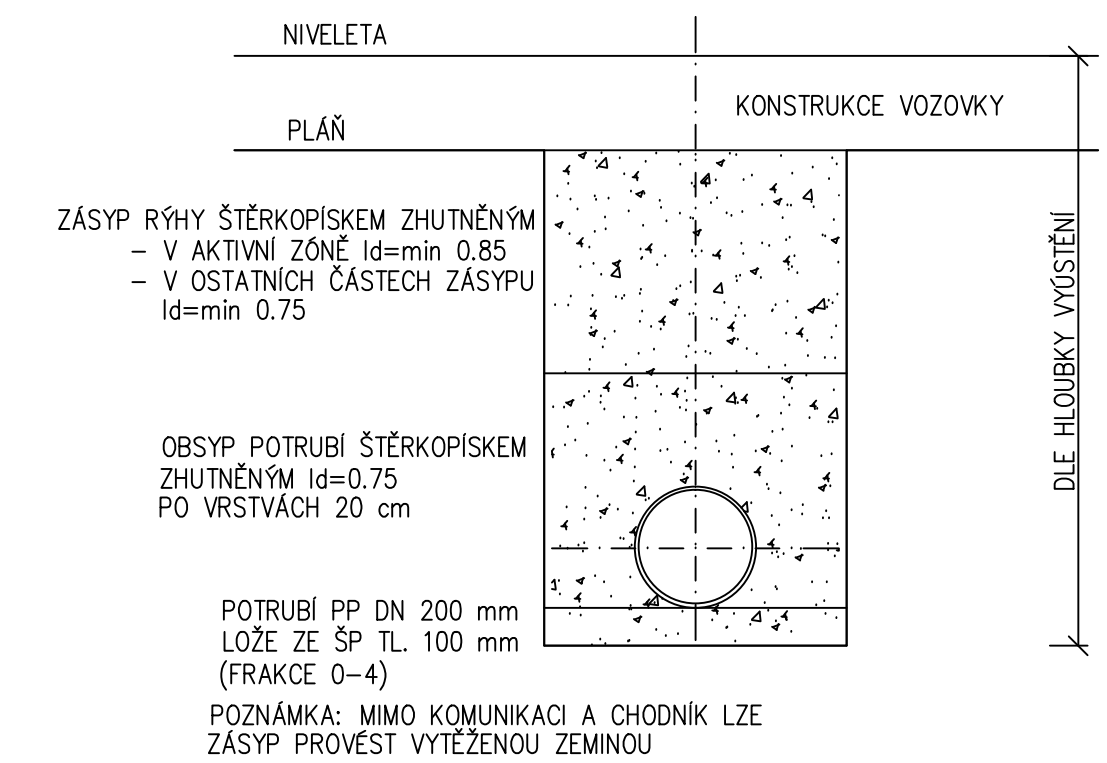 NIVELETA
KONSTRUKCE VOZOVKY
PLÁŇ
ZÁSYP RÝHY ŠTĚRKOPÍSKEM ZHUTNĚNÝM
– V AKTIVNÍ ZÓNĚ Id=min 0.85
– V OSTATNÍCH ČÁSTECH ZÁSYPU
Id=min 0.75
DLE HLOUBKY VYÚSTĚNÍ
OBSYP POTRUBÍ ŠTĚRKOPÍSKEM
ZHUTNĚNÝM Id=0.75
PO VRSTVÁCH 20 cm
POTRUBÍ PP DN 200 mm
LOŽE ZE ŠP TL. 100 mm
(FRAKCE 0–4)
POZNÁMKA: MIMO KOMUNIKACI A CHODNÍK LZE
ZÁSYP PROVÉST VYTĚŽENOU ZEMINOU